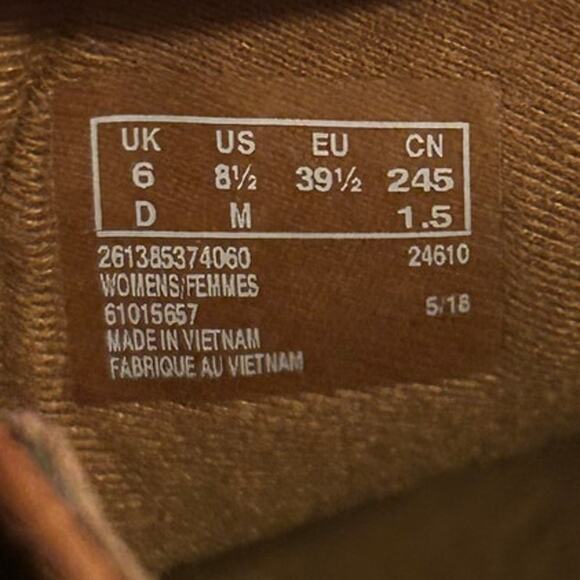 UK US EU CN
6 8½ 39½ 245
D M 1.5
261385374060 24610
WOMENS/FEMMES
61015657 5/18
MADE IN VIETNAM
FABRIQUE AU VIETNAM